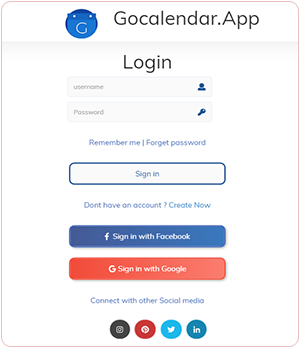 G
Gocalendar.App
Login
username
Password
Remember me | Forget password
Sign in
Dont have an account ? Create Now
f Sign in with Facebook
G Sign in with Google
Connect with other Social media
in